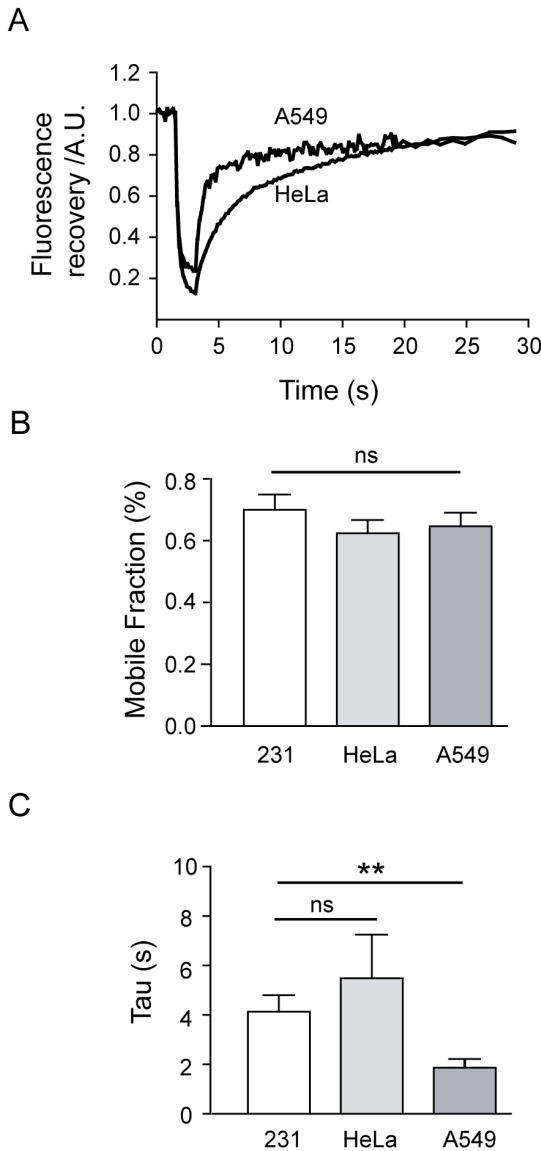 A
Fluorescence
recovery /A.U.
1.2
1.0
0.8
0.6
0.4
0.2
A549
HeLa
0 5 10 15 20 25 30
Time (s)
B
ns
Mobile Fraction (%)
0.8
0.6
0.4
0.2
0.0
231 HeLa A549
C
**
ns
Tau (s)
10
8
6
4
2
0
231 HeLa A549